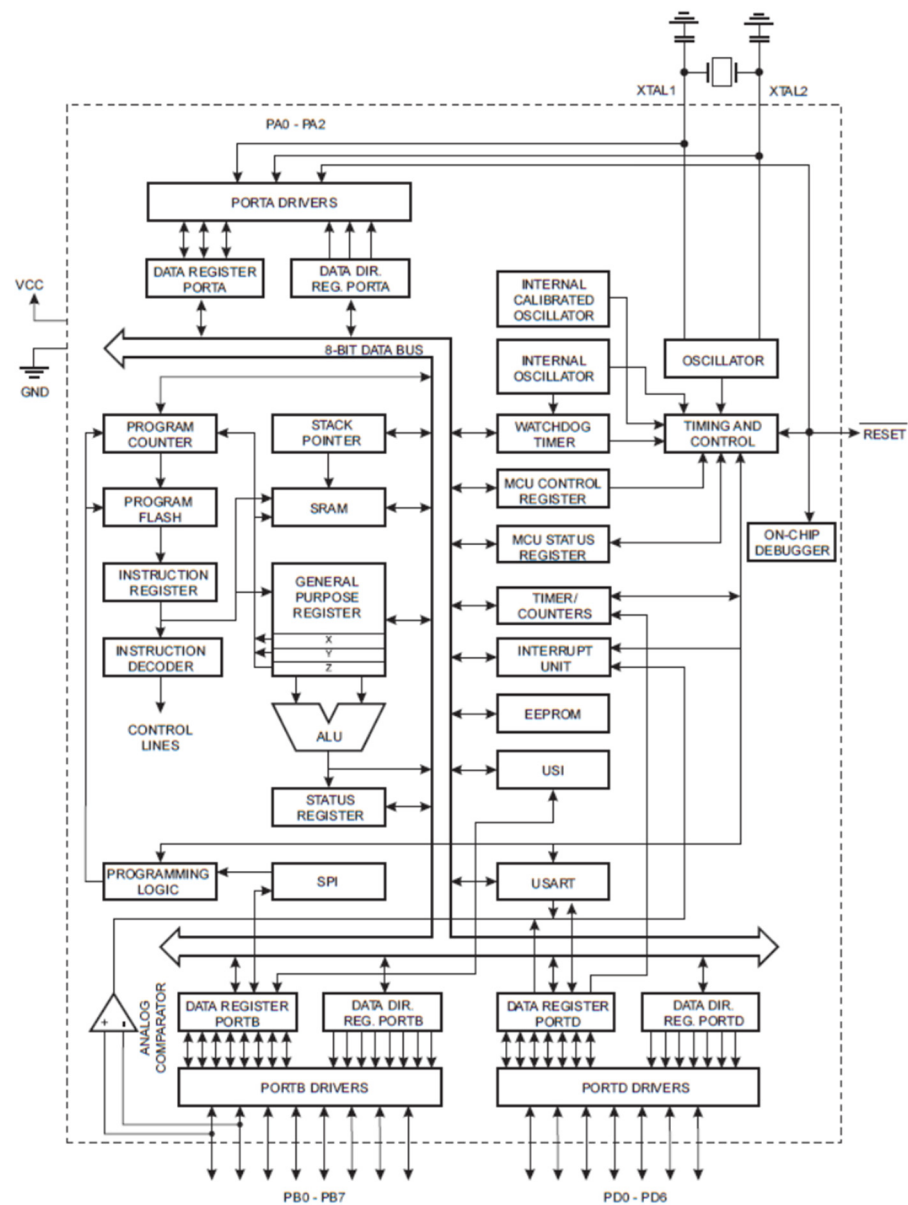 XTAL1
XTAL2
PA0 - PA2
PORTA DRIVERS
DATA REGISTER
PORTA
DATA DIR.
REG. PORTA
VCC
GND
8-BIT DATA BUS
INTERNAL
CALIBRATED
OSCILLATOR
INTERNAL
OSCILLATOR
OSCILLATOR
WATCHDOG
TIMER
TIMING AND
CONTROL
RESET
PROGRAM
COUNTER
STACK
POINTER
MCU CONTROL
REGISTER
PROGRAM
FLASH
SRAM
MCU STATUS
REGISTER
ON-CHIP
DEBUGGER
INSTRUCTION
REGISTER
GENERAL
PURPOSE
REGISTER
X
Y
Z
TIMER/
COUNTERS
INSTRUCTION
DECODER
INTERRUPT
UNIT
CONTROL
LINES
ALU
EEPROM
USI
STATUS
REGISTER
PROGRAMMING
LOGIC
SPI
USART
+
-
ANALOG
COMPARATOR
DATA REGISTER
PORTB
DATA DIR.
REG. PORTB
DATA REGISTER
PORTD
DATA DIR.
REG. PORTD
PORTB DRIVERS
PORTD DRIVERS
PB0 - PB7
PD0 - PD6